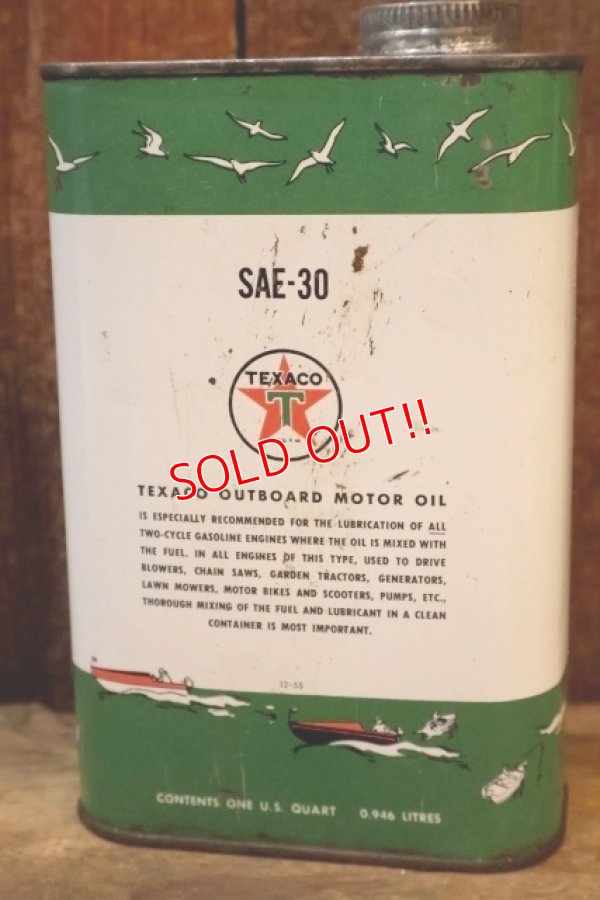 SAE-30
TEXACO
T
SOLD OUT!!
TEXACO OUTBOARD MOTOR OIL
IS ESPECIALLY RECOMMENDED FOR THE LUBRICATION OF ALL
TWO-CYCLE GASOLINE ENGINES WHERE THE OIL IS MIXED WITH
THE FUEL. IN ALL ENGINES OF THIS TYPE, USED TO DRIVE
BLOWERS, CHAIN SAWS, GARDEN TRACTORS, GENERATORS,
LAWN MOWERS, MOTOR BIKES AND SCOOTERS, PUMPS, ETC.,
THOROUGH MIXING OF THE FUEL AND LUBRICANT IN A CLEAN
CONTAINER IS MOST IMPORTANT.
12-55
CONTENTS ONE U.S. QUART 0.946 LITRES